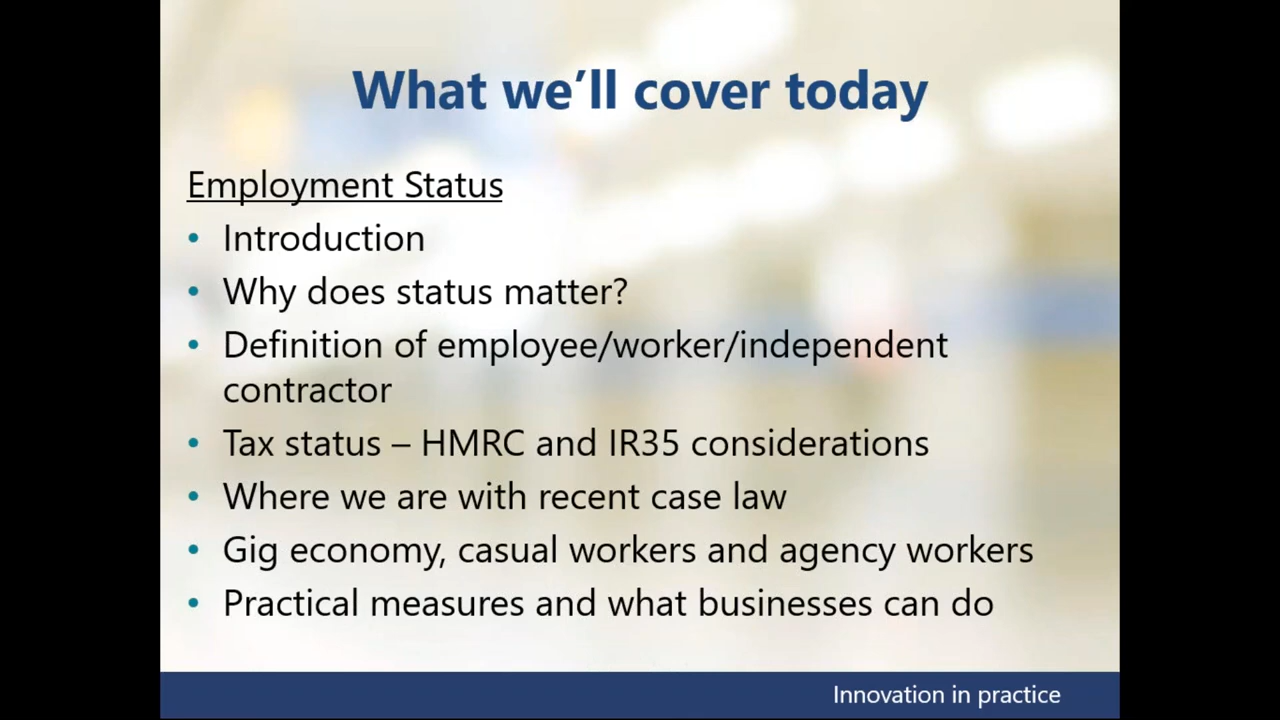 What we’ll cover today
Employment Status
• Introduction
• Why does status matter?
• Definition of employee/worker/independent
contractor
• Tax status – HMRC and IR35 considerations
• Where we are with recent case law
• Gig economy, casual workers and agency workers
• Practical measures and what businesses can do
Innovation in practice